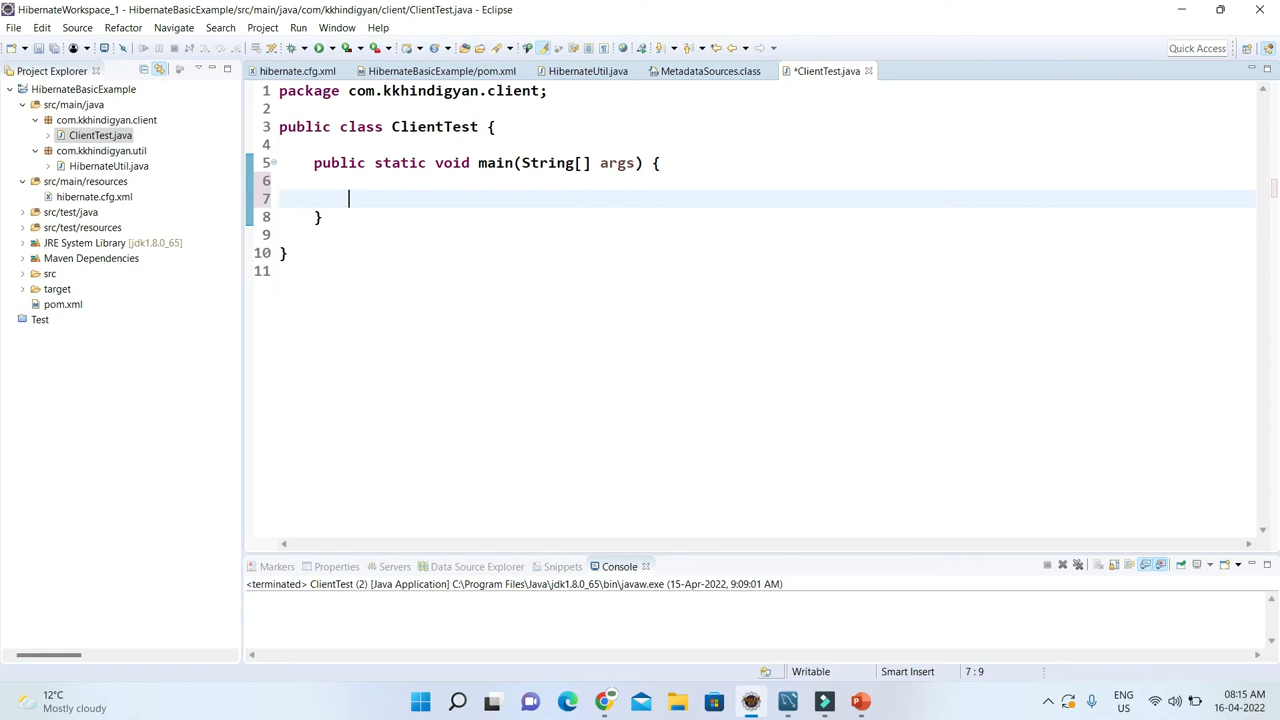 HibernateWorkspace_1 - HibernateBasicExample/src/main/java/com/kkhindigyan/client/ClientTest.java - Eclipse
File Edit Source Refactor Navigate Search Project Run Window Help
Quick Access
Project Explorer
hibernate.cfg.xml HibernateBasicExample/pom.xml HibernateUtil.java MetadataSources.class *ClientTest.java
HibernateBasicExample
src/main/java
com.kkhindigyan.client
ClientTest.java
com.kkhindigyan.util
HibernateUtil.java
src/main/resources
hibernate.cfg.xml
src/test/java
src/test/resources
JRE System Library [jdk1.8.0_65]
Maven Dependencies
src
target
pom.xml
Test
1 package com.kkhindigyan.client;
2
3 public class ClientTest {
4
5 public static void main(String[] args) {
6
7
8 }
9
10 }
11
Markers Properties Servers Data Source Explorer Snippets Console
<terminated> ClientTest (2) [Java Application] C:\Program Files\Java\jdk1.8.0_65\bin\javaw.exe (15-Apr-2022, 9:09:01 AM)
Writable Smart Insert 7 : 9
12°C
Mostly cloudy
ENG
US
08:15 AM
16-04-2022